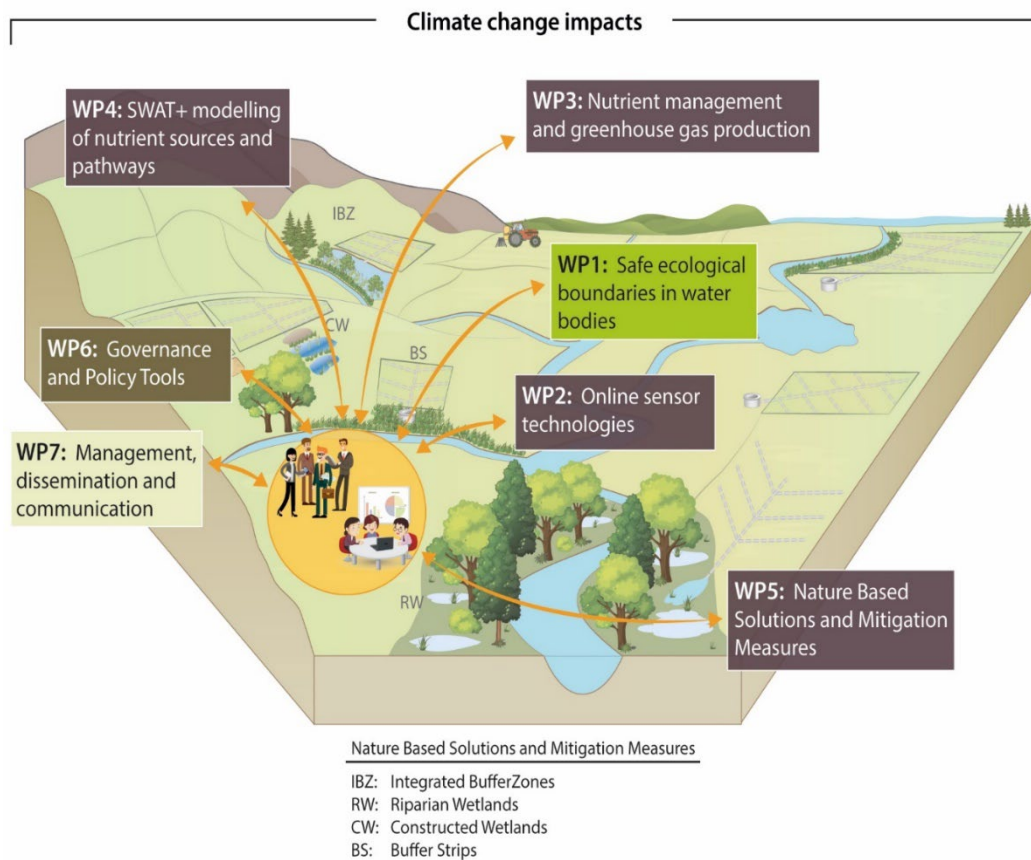 Climate change impacts
WP4: SWAT+ modelling
of nutrient sources and
pathways
WP3: Nutrient management
and greenhouse gas production
IBZ
WP1: Safe ecological
boundaries in water
bodies
CW
WP6: Governance
and Policy Tools
BS
WP2: Online sensor
technologies
WP7: Management,
dissemination and
communication
RW
WP5: Nature Based
Solutions and Mitigation
Measures
Nature Based Solutions and Mitigation Measures
IBZ: Integrated BufferZones
RW: Riparian Wetlands
CW: Constructed Wetlands
BS: Buffer Strips